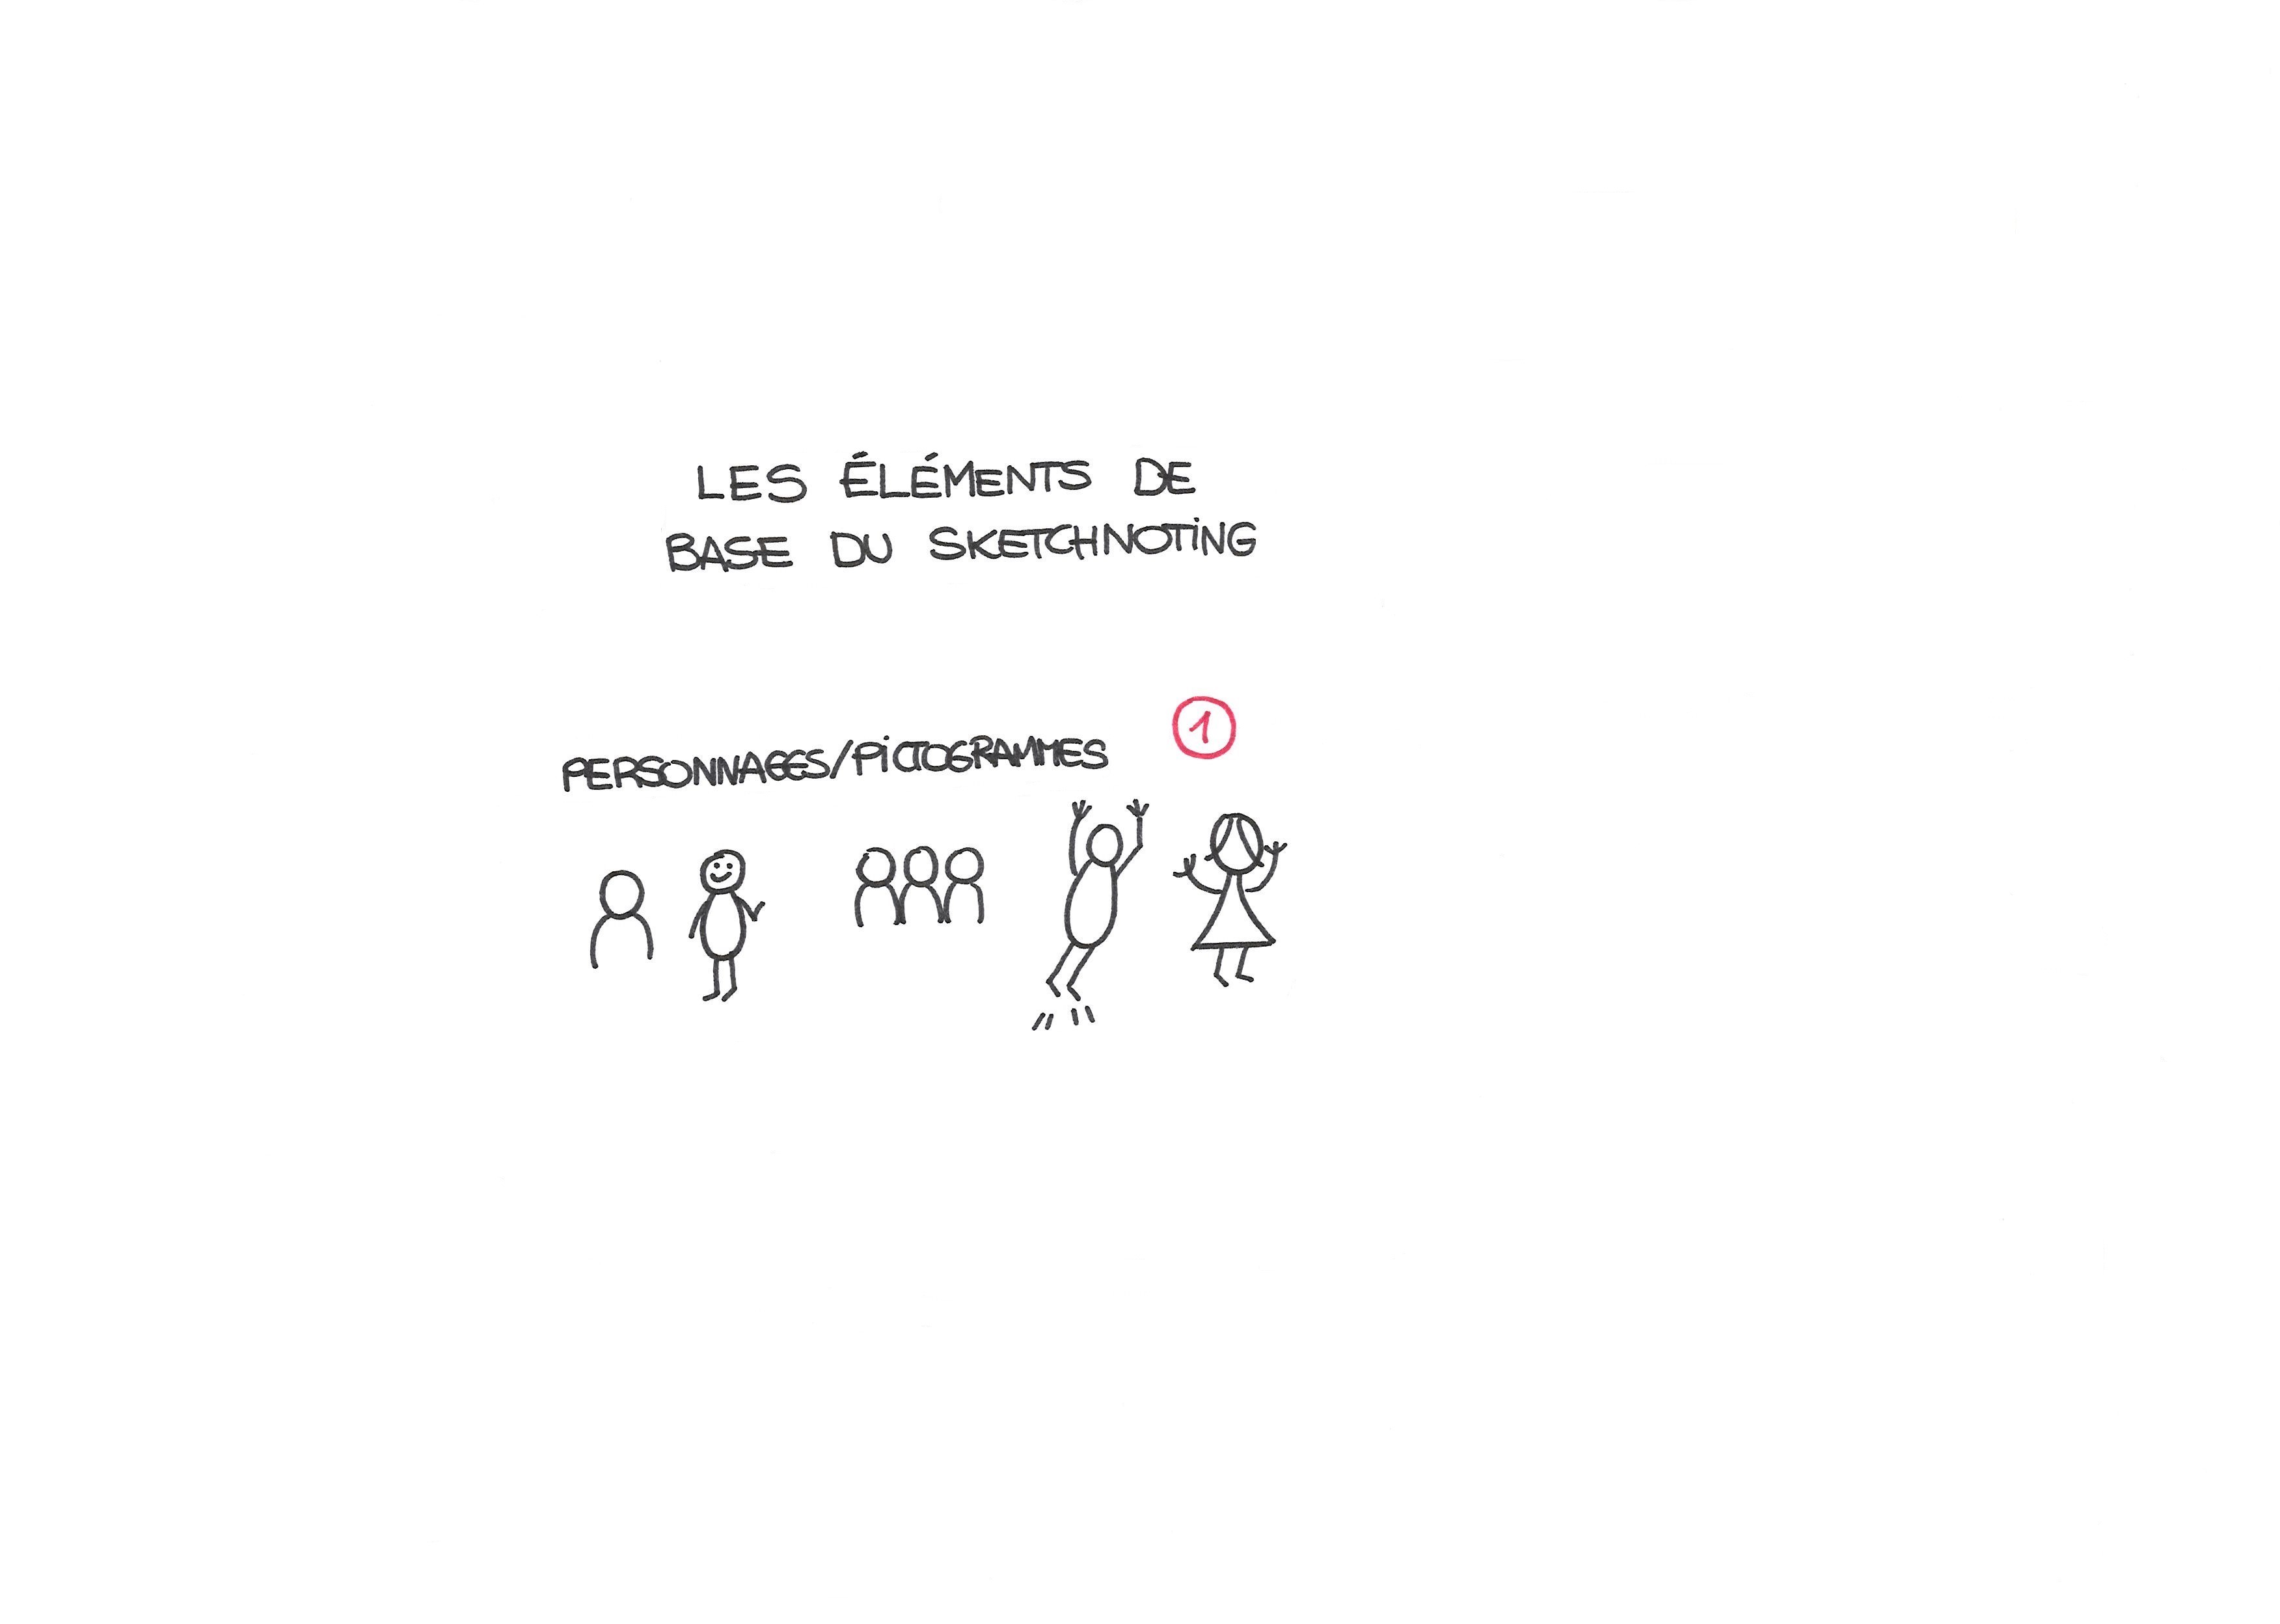 LES ÉLÉMENTS DE
BASE DU SKETCHNOTING
1
PERSONNAGES/PICTOGRAMMES